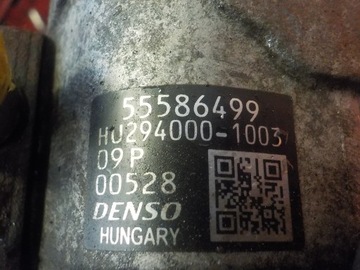 55586499
HU294000-1003
09P
00528
DENSO
HUNGARY